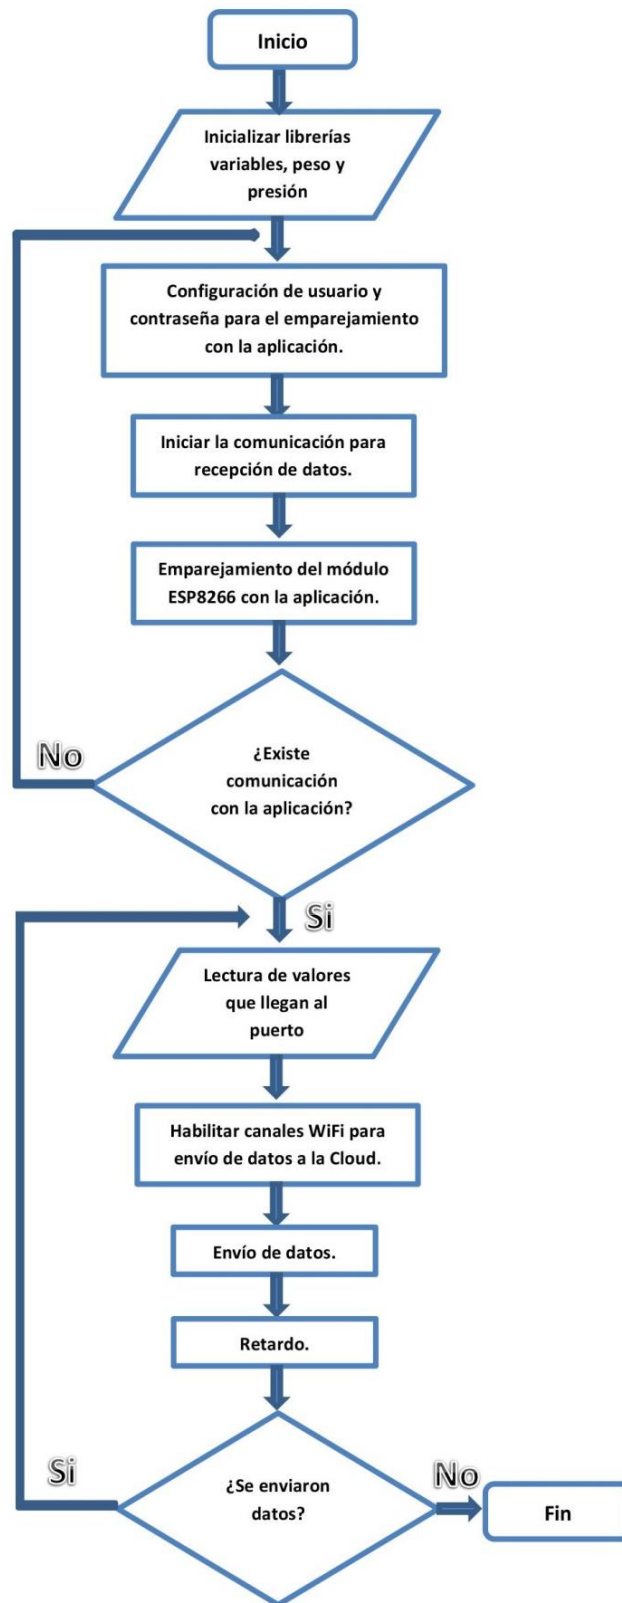 Inicio
Inicializar librerías
variables, peso y
presión
Configuración de usuario y
contraseña para el emparejamiento
con la aplicación.
Iniciar la comunicación para
recepción de datos.
Emparejamiento del módulo
ESP8266 con la aplicación.
¿Existe
comunicación
con la aplicación?
No
Si
Lectura de valores
que llegan al
puerto
Habilitar canales WiFi para
envío de datos a la Cloud.
Envío de datos.
Retardo.
¿Se enviaron
datos?
Si
No
Fin